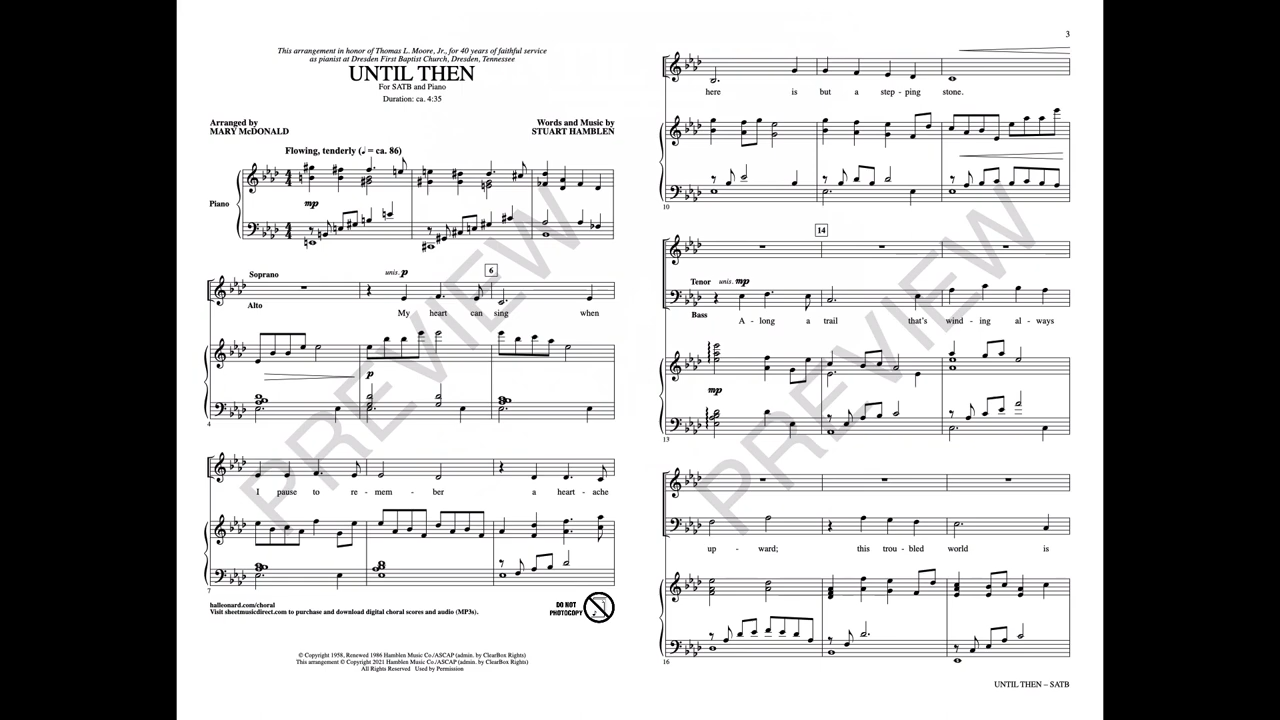 This arrangement in honor of Thomas L. Moore, Jr., for 40 years of faithful service
as pianist at Dresden First Baptist Church, Dresden, Tennessee
UNTIL THEN
For SATB and Piano
Duration: ca. 4:35
Arranged by
MARY McDONALD
Words and Music by
STUART HAMBLEN
Flowing, tenderly (♩ = ca. 86)
Piano
mp
Soprano
unis. p
6
Alto
My heart can sing when
p
4
I pause to re - mem - ber a heart - ache
7
halleonard.com/choral
Visit sheetmusicdirect.com to purchase and download digital choral scores and audio (MP3s).
DO NOT
PHOTOCOPY
© Copyright 1958, Renewed 1986 Hamblen Music Co./ASCAP (admin. by ClearBox Rights)
This arrangement © Copyright 2021 Hamblen Music Co./ASCAP (admin. by ClearBox Rights)
All Rights Reserved Used by Permission
PREVIEW
3
here is but a step - ping stone.
10
14
Tenor unis. mp
Bass
A - long a trail that's wind - ing al - ways
mp
13
up - ward; this trou - bled world is
16
UNTIL THEN – SATB
PREVIEW